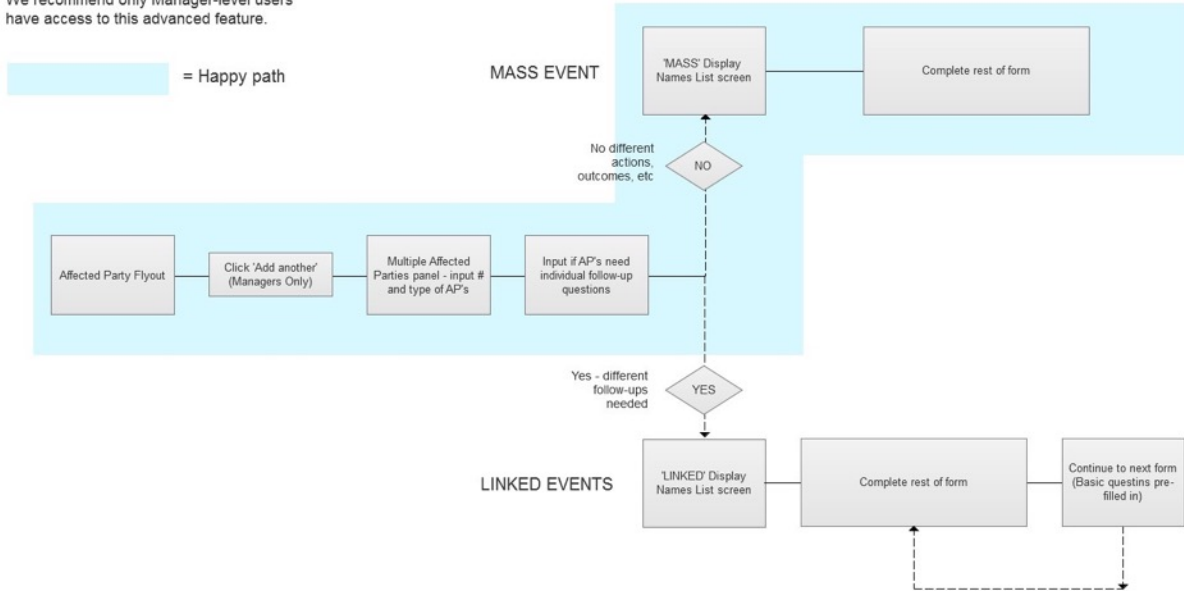 We recommend only Manager-level users
have access to this advanced feature.
= Happy path
MASS EVENT
'MASS' Display
Names List screen
Complete rest of form
No different
actions,
outcomes, etc
NO
Affected Party Flyout
Click 'Add another'
(Managers Only)
Multiple Affected
Parties panel - input #
and type of AP's
Input if AP's need
individual follow-up
questions
Yes - different
follow-ups
needed
YES
LINKED EVENTS
'LINKED' Display
Names List screen
Complete rest of form
Continue to next form
(Basic questins pre-
filled in)